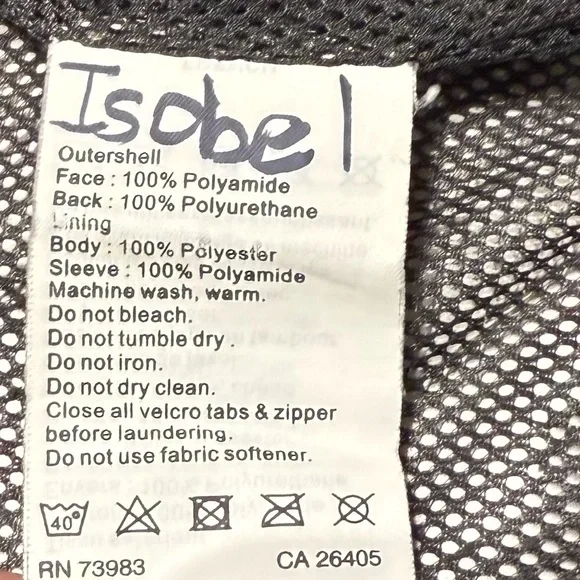 Isobel
Outershell
Face : 100% Polyamide
Back : 100% Polyurethane
Lining
Body : 100% Polyester
Sleeve : 100% Polyamide
Machine wash, warm.
Do not bleach.
Do not tumble dry .
Do not iron.
Do not dry clean.
Close all velcro tabs & zipper
before laundering.
Do not use fabric softener.
40°
RN 73983 CA 26405